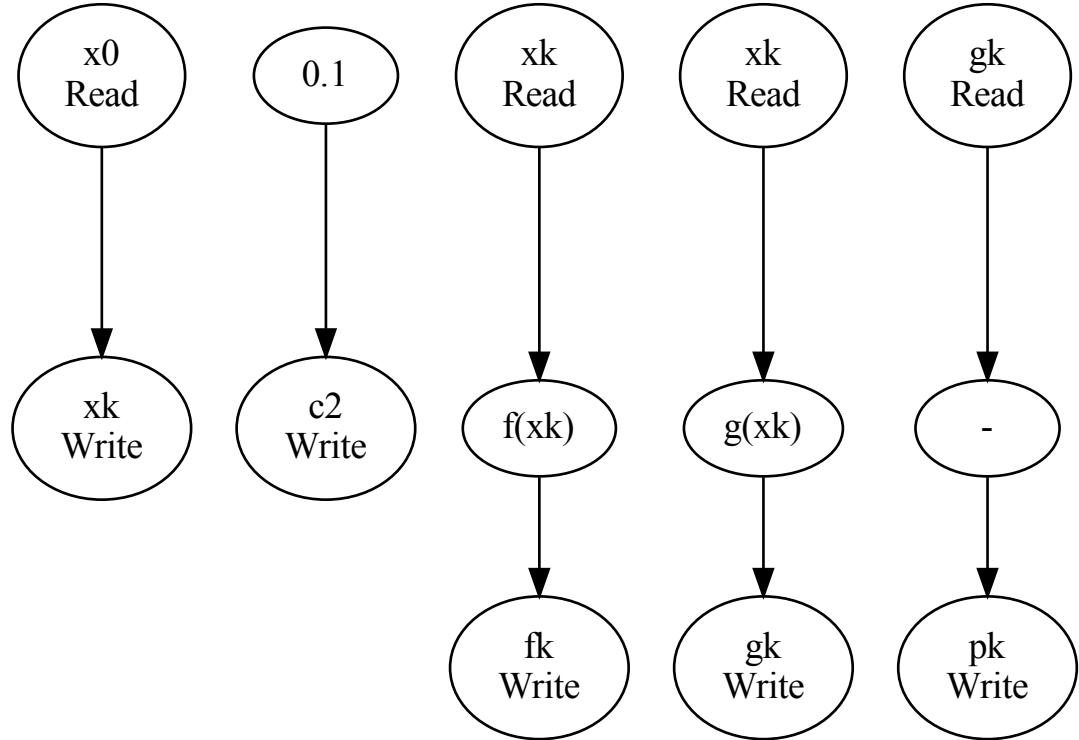 x0
Read
0.1
xk
Read
xk
Read
gk
Read
xk
Write
c2
Write
f(xk)
g(xk)
-
fk
Write
gk
Write
pk
Write